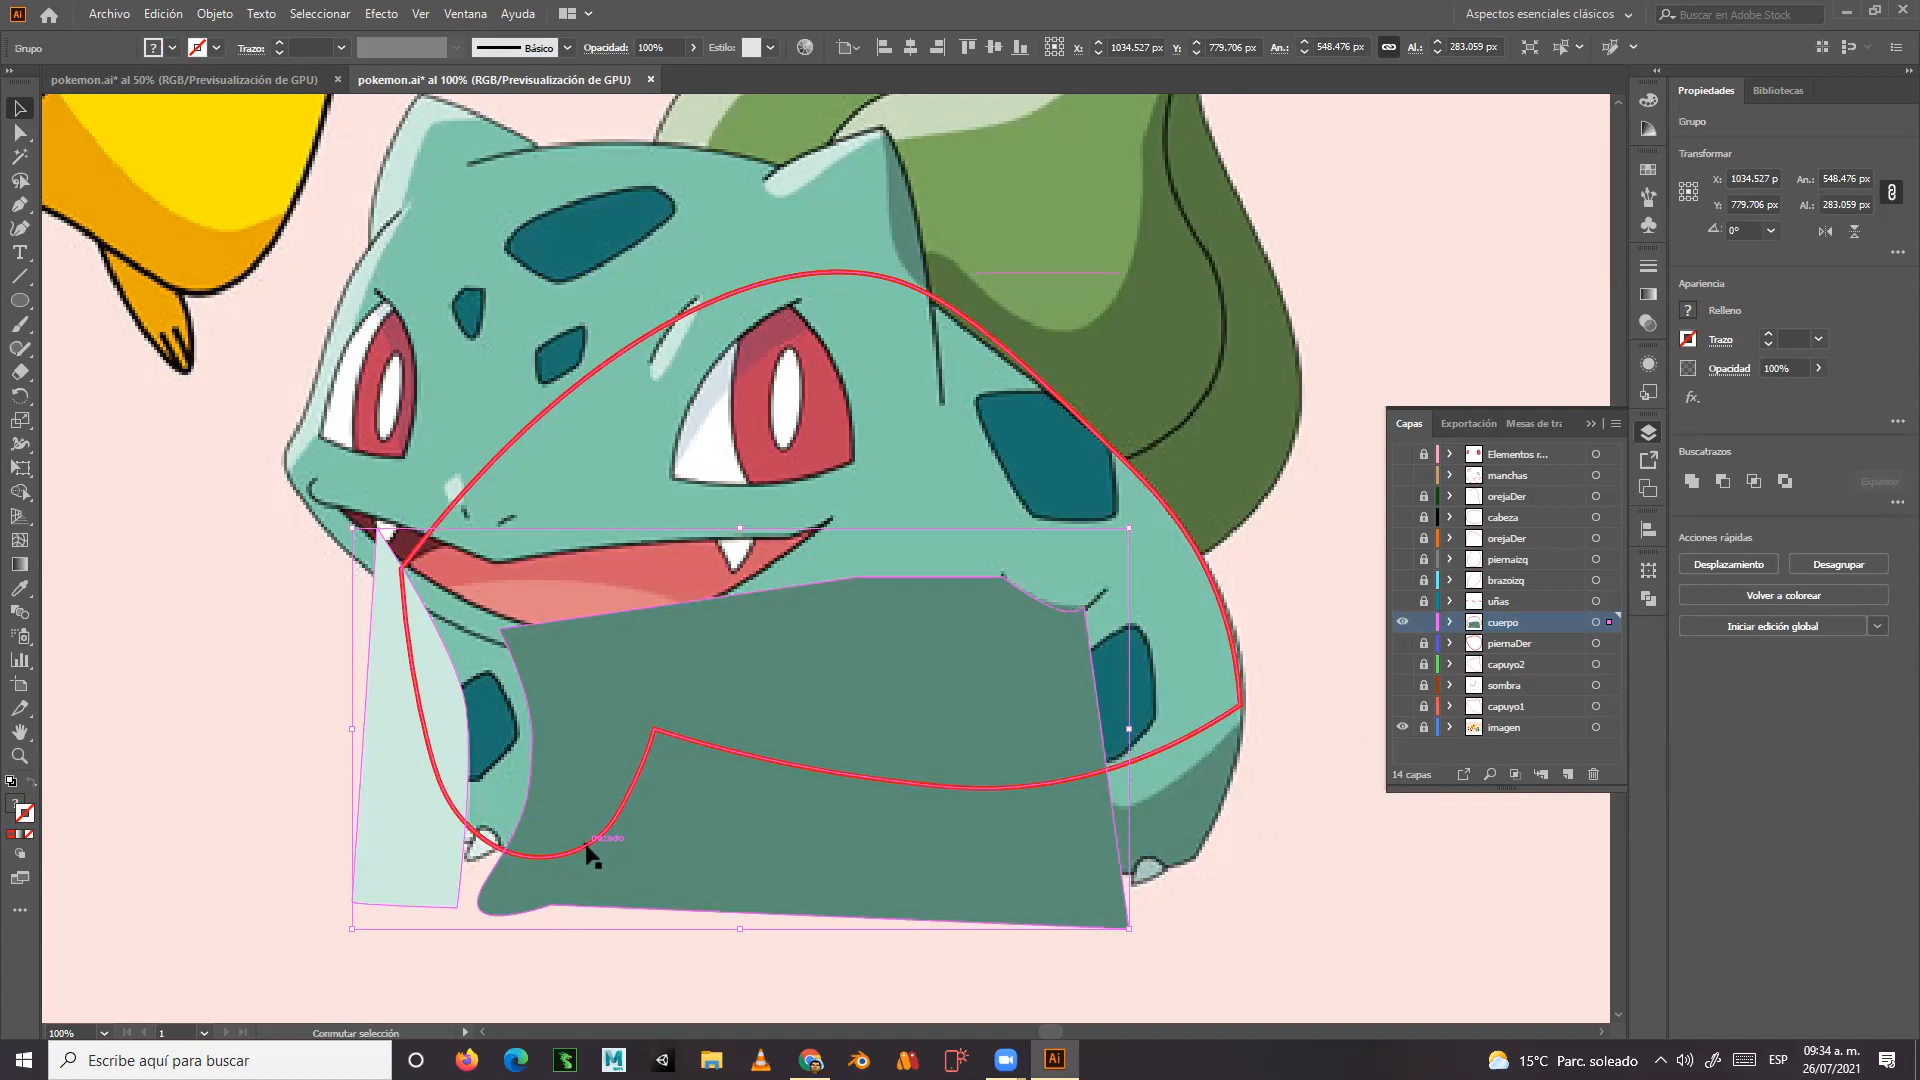 Ai
Archivo Edición Objeto Texto Seleccionar Efecto Ver Ventana Ayuda
Aspectos esenciales clásicos
Buscar en Adobe Stock
Grupo
Trazo:
Básico
Opacidad: 100%
Estilo:
X: 1034.527 px
Y: 779.706 px
An.: 548.476 px
Al.: 283.059 px
pokemon.ai* al 50% (RGB/Previsualización de GPU)
pokemon.ai* al 100% (RGB/Previsualización de GPU)
Propiedades Bibliotecas
Grupo
Transformar
X: 1034.527 p An.: 548.476 px
Y: 779.706 px Al.: 283.059 px
0°
Apariencia
Relleno
Trazo
Opacidad 100%
fx.
Buscatrazos
Expandir
Acciones rápidas
Desplazamiento Desagrupar
Volver a colorear
Iniciar edición global
Capas Exportación Mesas de tra
Elementos r...
manchas
orejaDer
cabeza
orejaDer
piernaizq
brazoizq
uñas
cuerpo
piernaDer
capuyo2
sombra
capuyo1
imagen
14 capas
trazado
100%
1
Conmutar selección
Escribe aquí para buscar
15°C Parc. soleado
ESP
09:34 a. m.
26/07/2021